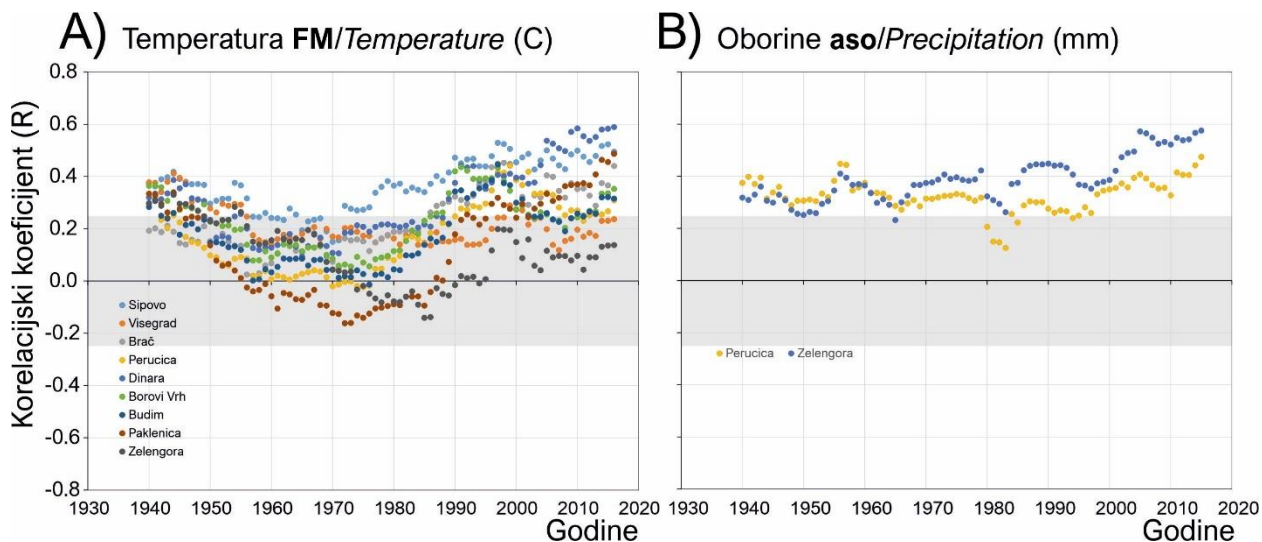 A) Temperatura FM/Temperature (C)
B) Oborine aso/Precipitation (mm)
Korelacijski koeficijent (R)
0.8
0.6
0.4
0.2
0.0
-0.2
-0.4
-0.6
-0.8
Sipovo
Visegrad
Brač
Perucica
Dinara
Borovi Vrh
Budim
Paklenica
Zelengora
1930 1940 1950 1960 1970 1980 1990 2000 2010 2020
Godine
Perucica Zelengora
1930 1940 1950 1960 1970 1980 1990 2000 2010 2020
Godine